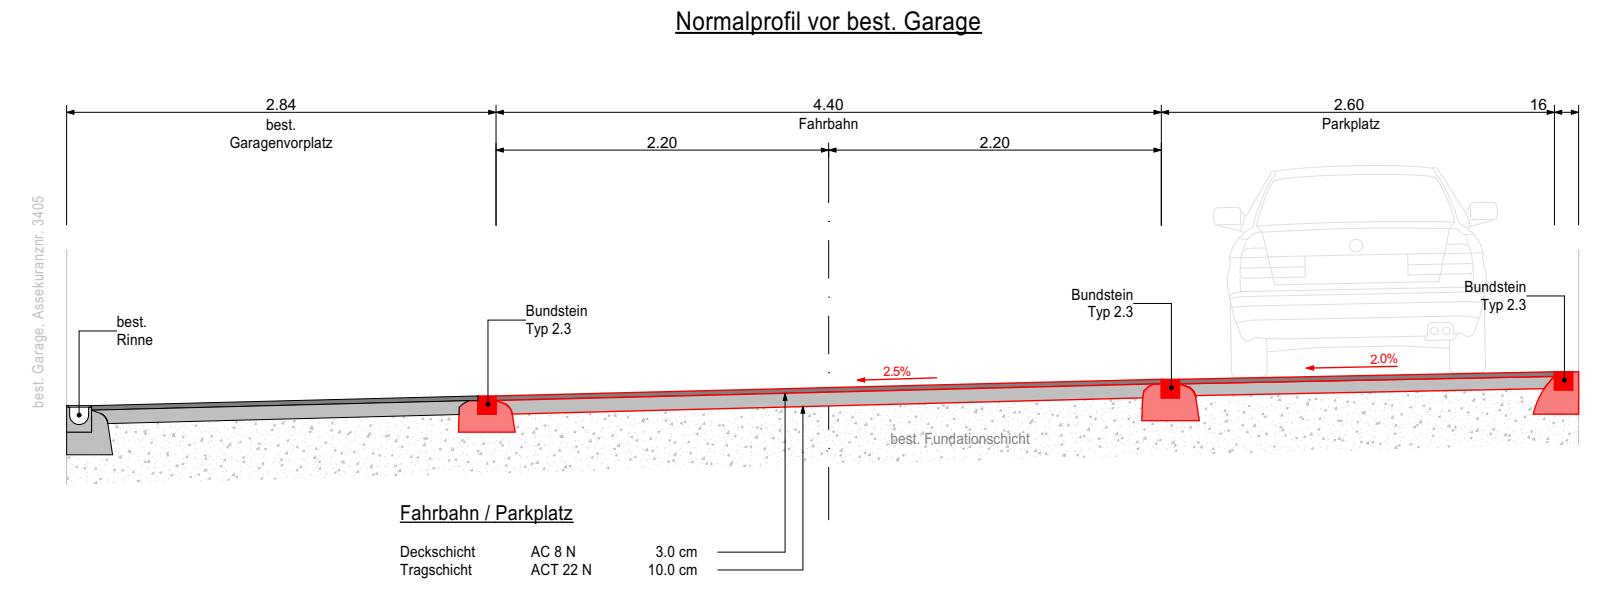 Normalprofil vor best. Garage
2.84
4.40
2.60
16
best.
Garagenvorplatz
Fahrbahn
Parkplatz
2.20
2.20
best. Garage, Assekuranznr. 3405
best.
Rinne
Bundstein
Typ 2.3
Bundstein
Typ 2.3
Bundstein
Typ 2.3
2.5%
2.0%
best. Fundationschicht
Fahrbahn / Parkplatz
Deckschicht AC 8 N 3.0 cm
Tragschicht ACT 22 N 10.0 cm